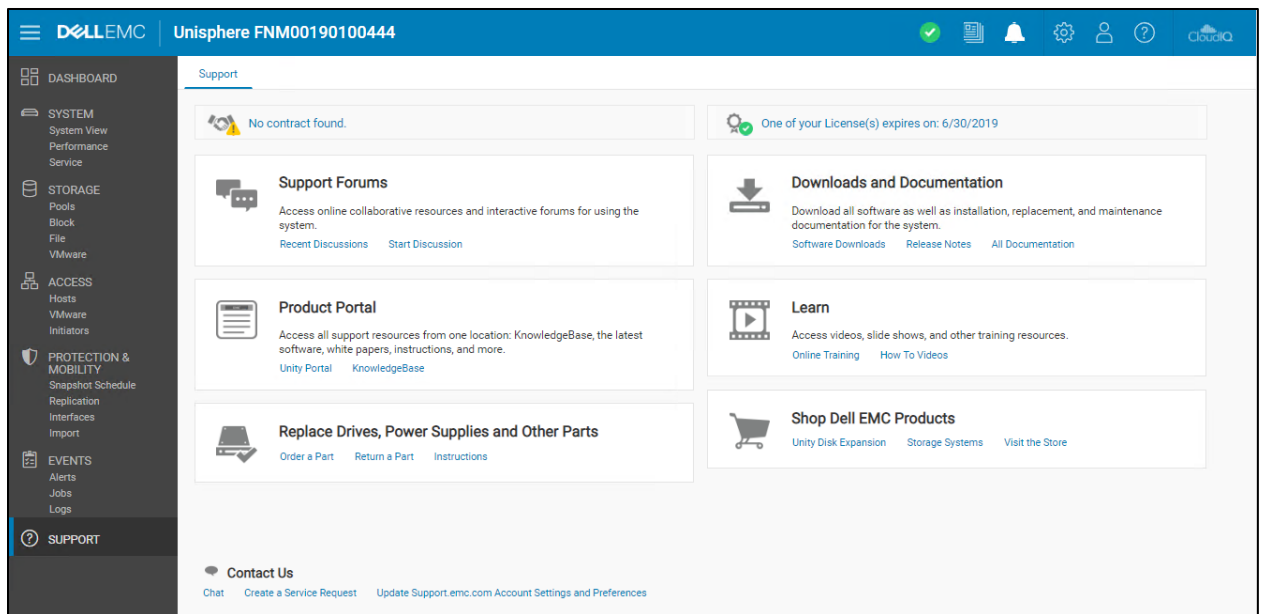 DELLEMC
Unisphere FNM00190100444
CloudIQ
DASHBOARD
SYSTEM
System View
Performance
Service
STORAGE
Pools
Block
File
VMware
ACCESS
Hosts
VMware
Initiators
PROTECTION &
MOBILITY
Snapshot Schedule
Replication
Interfaces
Import
EVENTS
Alerts
Jobs
Logs
SUPPORT
Support
No contract found.
One of your License(s) expires on: 6/30/2019
Support Forums
Access online collaborative resources and interactive forums for using the
system.
Recent Discussions Start Discussion
Downloads and Documentation
Download all software as well as installation, replacement, and maintenance
documentation for the system.
Software Downloads Release Notes All Documentation
Product Portal
Access all support resources from one location: KnowledgeBase, the latest
software, white papers, instructions, and more.
Unity Portal KnowledgeBase
Learn
Access videos, slide shows, and other training resources.
Online Training How To Videos
Replace Drives, Power Supplies and Other Parts
Order a Part Return a Part Instructions
Shop Dell EMC Products
Unity Disk Expansion Storage Systems Visit the Store
Contact Us
Chat Create a Service Request Update Support.emc.com Account Settings and Preferences